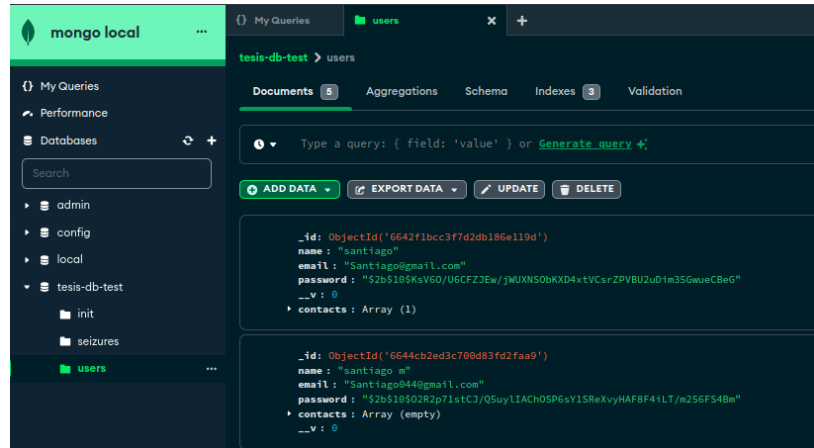 mongo local ...
{} My Queries
Performance
Databases
Search
admin
config
local
tesis-db-test
init
seizures
users ...
{} My Queries
users
tesis-db-test > users
Documents 5 Aggregations Schema Indexes 3 Validation
Type a query: { field: 'value' } or Generate query
ADD DATA EXPORT DATA UPDATE DELETE
_id: ObjectId('6642f1bcc3f7d2db186e119d')
name : "santiago"
email : "Santiago@gmail.com"
password : "$2b$10$KsV6O/U6CFZJEw/jWUXNSObKXD4xtVCsrZPVBU2uDim35GwueCBeG"
__v : 0
contacts : Array (1)
_id: ObjectId('6644cb2ed3c700d83fd2faa9')
name : "santiago m"
email : "Santiago044@gmail.com"
password : "$2b$10$O2R2p71stCJ/Q5uylIAChOSP6sY1SReXvyHAF8F4iLT/m256FS4Bm"
contacts : Array (empty)
__v : 0